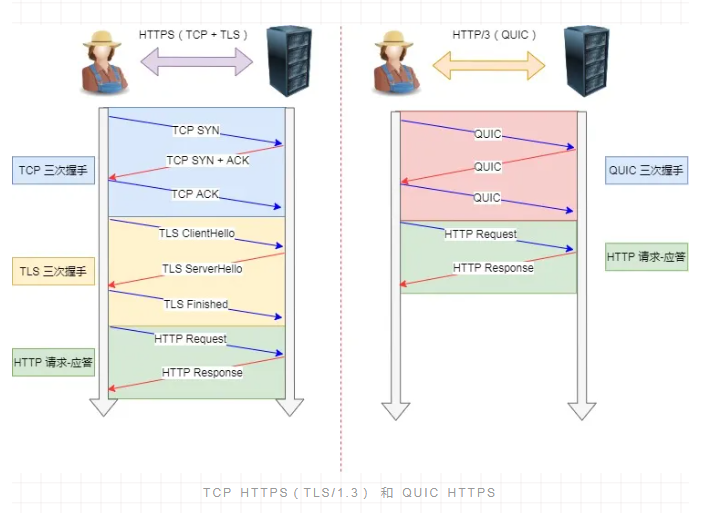 HTTPS（TCP + TLS）
TCP SYN
TCP SYN + ACK
TCP 三次握手
TCP ACK
TLS ClientHello
TLS ServerHello
TLS 三次握手
TLS Finished
HTTP Request
HTTP 请求-应答
HTTP Response
HTTP/3（QUIC）
QUIC
QUIC
QUIC 三次握手
QUIC
HTTP Request
HTTP 请求-应答
HTTP Response
TCP HTTPS（TLS/1.3） 和 QUIC HTTPS